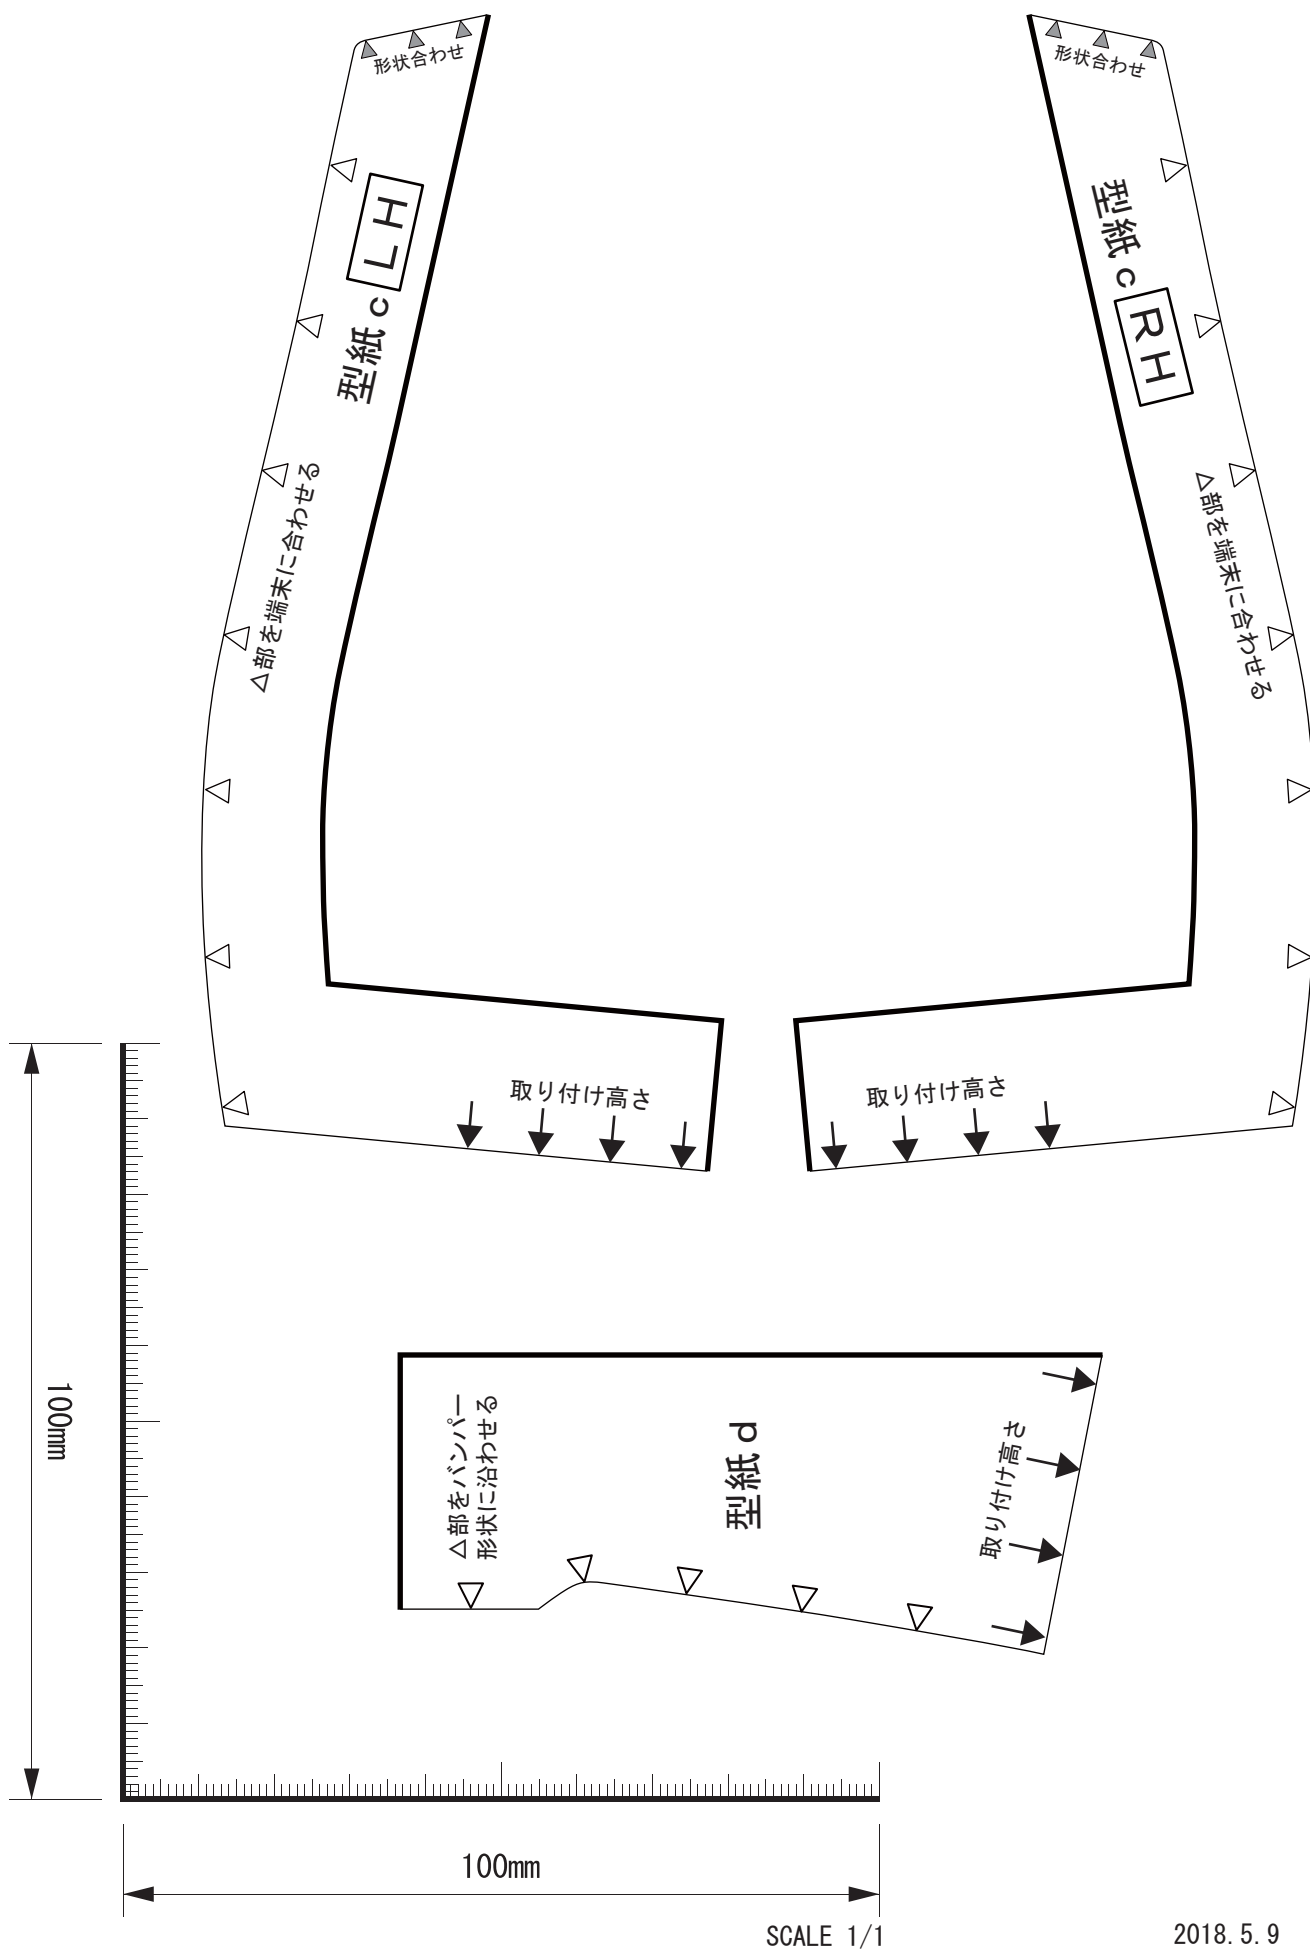 形状合わせ
形状合わせ
型紙c LH
型紙c RH
△部を端末に合わせる
△部を端末に合わせる
取り付け高さ
取り付け高さ
△部をバンパー
形状に沿わせる
型紙d
取り付け高さ
100mm
100mm
SCALE 1/1
2018.5.9